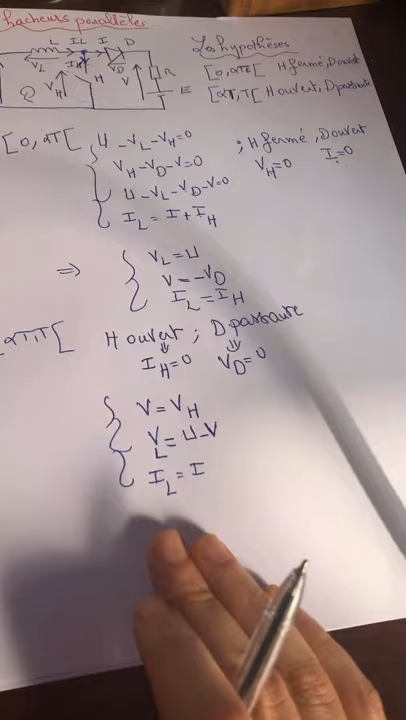 hacheurs parallèles
L IL I D
VL IH VD R
VH H V E
Les hypothèses
[0, αT[ H fermé, D ouvert
[αT, T[ H ouvert, D passante
[0, αT[ U - VL - VH = 0 ; H fermé, D ouvert
VH - VD - V = 0 VH = 0 I = 0
U - VL - VD - V = 0
IL = I + IH
⇒ VL = U
V = -VD
IL = IH
αT, T[ H ouvert ; D passante
⇓ ⇓
IH = 0 VD = 0
V = VH
VL = U - V
IL = I